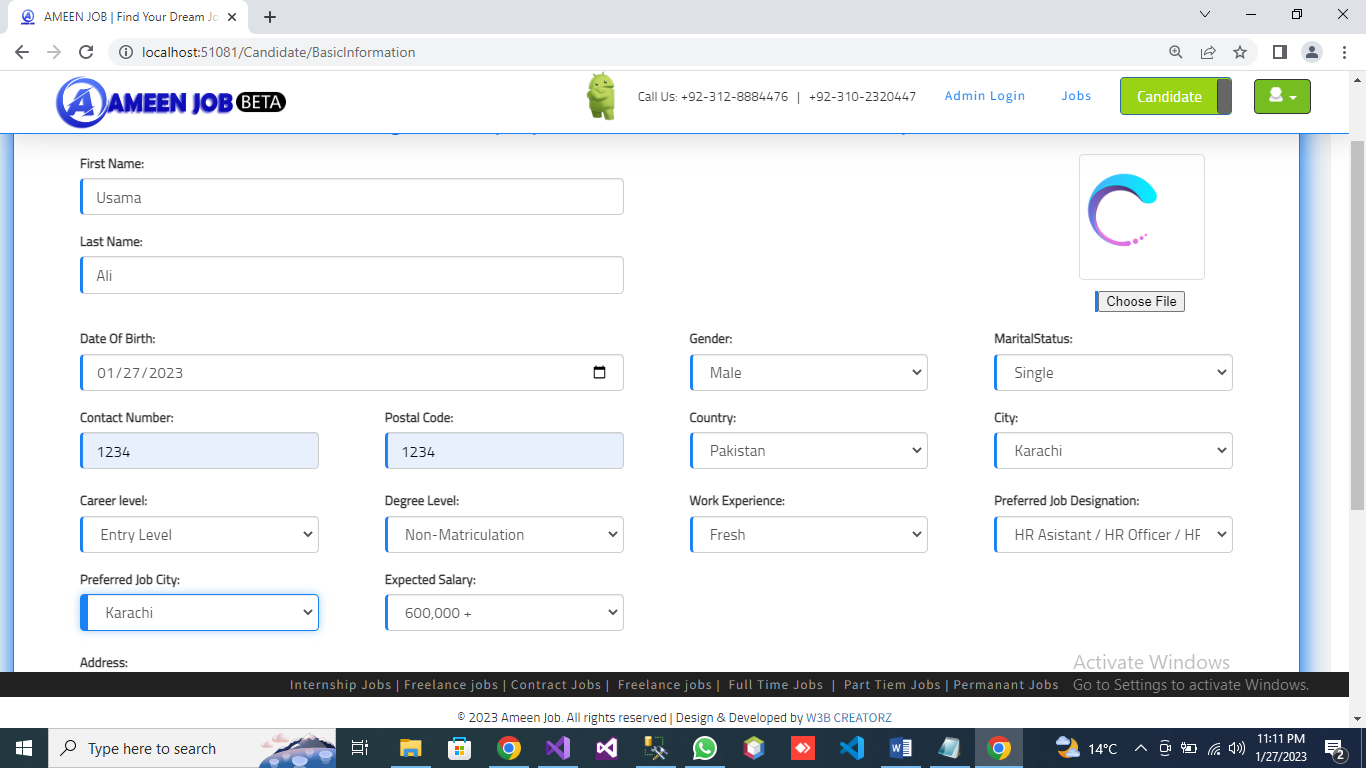 AMEEN JOB | Find Your Dream Jo
localhost:51081/Candidate/BasicInformation
AMEEN JOB BETA
Call Us: +92-312-8884476 | +92-310-2320447
Admin Login
Jobs
Candidate
First Name:
Usama
Last Name:
Ali
Choose File
Date Of Birth:
Gender:
MaritalStatus:
01/27/2023
Male
Single
Contact Number:
Postal Code:
Country:
City:
1234
1234
Pakistan
Karachi
Career level:
Degree Level:
Work Experience:
Preferred Job Designation:
Entry Level
Non-Matriculation
Fresh
HR Asistant / HR Officer / HR
Preferred Job City:
Expected Salary:
Karachi
600,000 +
Address:
Activate Windows
Go to Settings to activate Windows.
Internship Jobs | Freelance jobs | Contract Jobs | Freelance jobs | Full Time Jobs | Part Tiem Jobs | Permanant Jobs
© 2023 Ameen Job. All rights reserved | Design & Developed by W3B CREATORZ
Type here to search
14°C
11:11 PM
1/27/2023
2